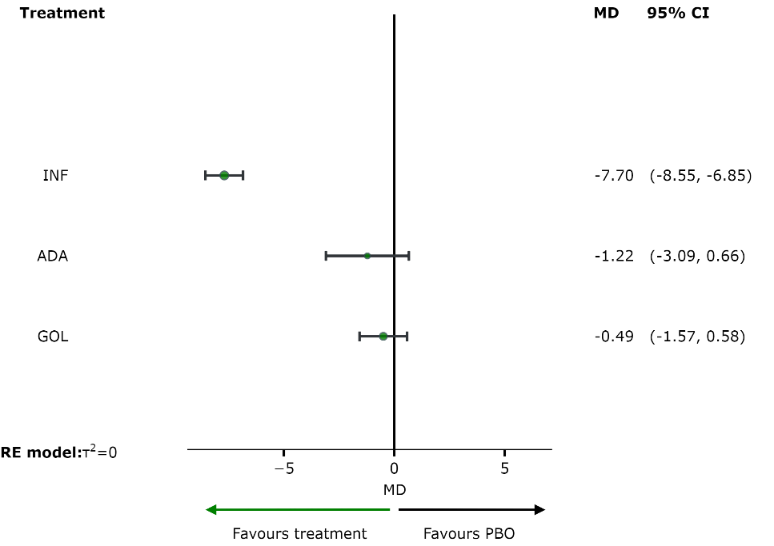 Treatment MD 95% CI
INF -7.70 (-8.55, -6.85)
ADA -1.22 (-3.09, 0.66)
GOL -0.49 (-1.57, 0.58)
RE model:τ²=0
−5 0 5
MD
Favours treatment Favours PBO